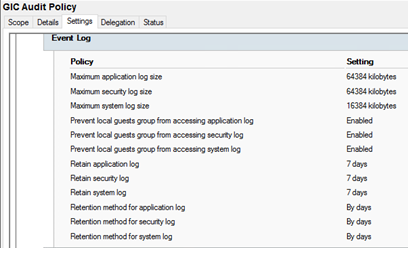 GIC Audit Policy
Scope Details Settings Delegation Status
Event Log
Policy Setting
Maximum application log size 64384 kilobytes
Maximum security log size 64384 kilobytes
Maximum system log size 16384 kilobytes
Prevent local guests group from accessing application log Enabled
Prevent local guests group from accessing security log Enabled
Prevent local guests group from accessing system log Enabled
Retain application log 7 days
Retain security log 7 days
Retain system log 7 days
Retention method for application log By days
Retention method for security log By days
Retention method for system log By days